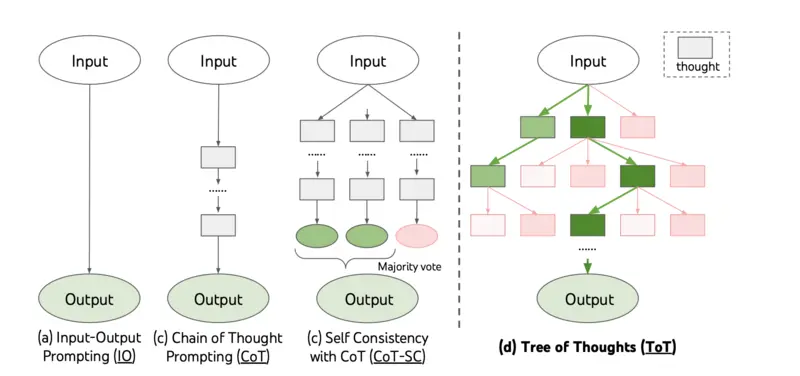 Input
Input
Input
Input
thought
......
......
......
......
......
Majority vote
Output
Output
Output
Output
(a) Input-Output
Prompting (IO)
(c) Chain of Thought
Prompting (CoT)
(c) Self Consistency
with CoT (CoT-SC)
(d) Tree of Thoughts (ToT)